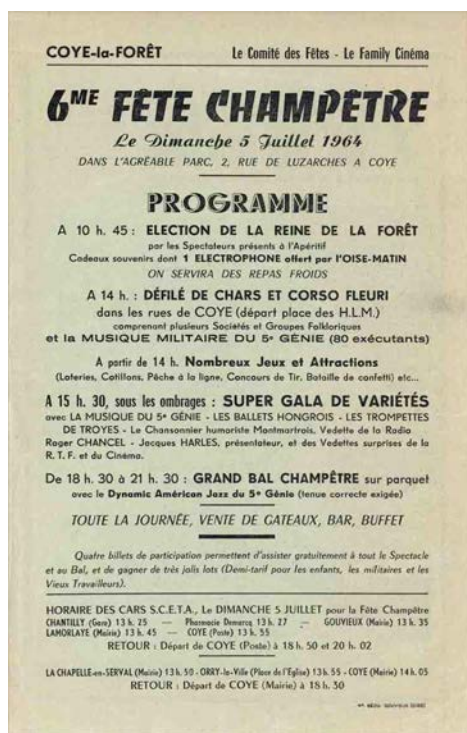 COYE-la-FORÊT Le Comité des Fêtes - Le Family Cinéma
6ME FÊTE CHAMPÊTRE
Le Dimanche 5 Juillet 1964
DANS L'AGRÉABLE PARC, 2, RUE DE LUZARCHES A COYE
PROGRAMME
A 10 h. 45 : ELECTION DE LA REINE DE LA FORÊT
par les Spectateurs présents à l'Apéritif
Cadeaux souvenirs dont 1 ELECTROPHONE offert par l'OISE-MATIN
ON SERVIRA DES REPAS FROIDS
A 14 h. : DÉFILÉ DE CHARS ET CORSO FLEURI
dans les rues de COYE (départ place des H.L.M.)
comprenant plusieurs Sociétés et Groupes Folkloriques
et la MUSIQUE MILITAIRE DU 5e GÉNIE (80 exécutants)
A partir de 14 h. Nombreux Jeux et Attractions
(Loteries, Cotillons, Pêche à la ligne, Concours de Tir, Bataille de confetti) etc...
A 15 h. 30, sous les ombrages : SUPER GALA DE VARIÉTÉS
avec LA MUSIQUE DU 5e GÉNIE - LES BALLETS HONGROIS - LES TROMPETTES
DE TROYES - Le Chansonnier humoriste Montmartrois, Vedette de la Radio
Roger CHANCEL - Jacques HARLES, présentateur, et des Vedettes surprises de la
R. T. F. et du Cinéma.
De 18 h. 30 à 21 h. 30 : GRAND BAL CHAMPÊTRE sur parquet
avec le Dynamic Américan Jazz du 5e Génie (tenue correcte exigée)
TOUTE LA JOURNÉE, VENTE DE GATEAUX, BAR, BUFFET
Quatre billets de participation permettent d'assister gratuitement à tout le Spectacle
et au Bal, et de gagner de très jolis lots (Demi-tarif pour les enfants, les militaires et les
Vieux Travailleurs).
HORAIRE DES CARS S.C.E.T.A., Le DIMANCHE 5 JUILLET pour la Fête Champêtre
CHANTILLY (Gare) 13 h. 25 — Pharmacie Demarcq 13 h. 27 — GOUVIEUX (Mairie) 13 h. 35
LAMORLAYE (Mairie) 13 h. 45 — COYE (Poste) 13 h. 55
RETOUR : Départ de COYE (Poste) à 18 h. 50 et 20 h. 02
LA CHAPELLE-en-SERVAL (Mairie) 13 h. 50 - ORRY-la-Ville (Place de l'Eglise) 13 h. 55 - COYE (Mairie) 14 h. 05
RETOUR : Départ de COYE (Mairie) à 18 h. 30